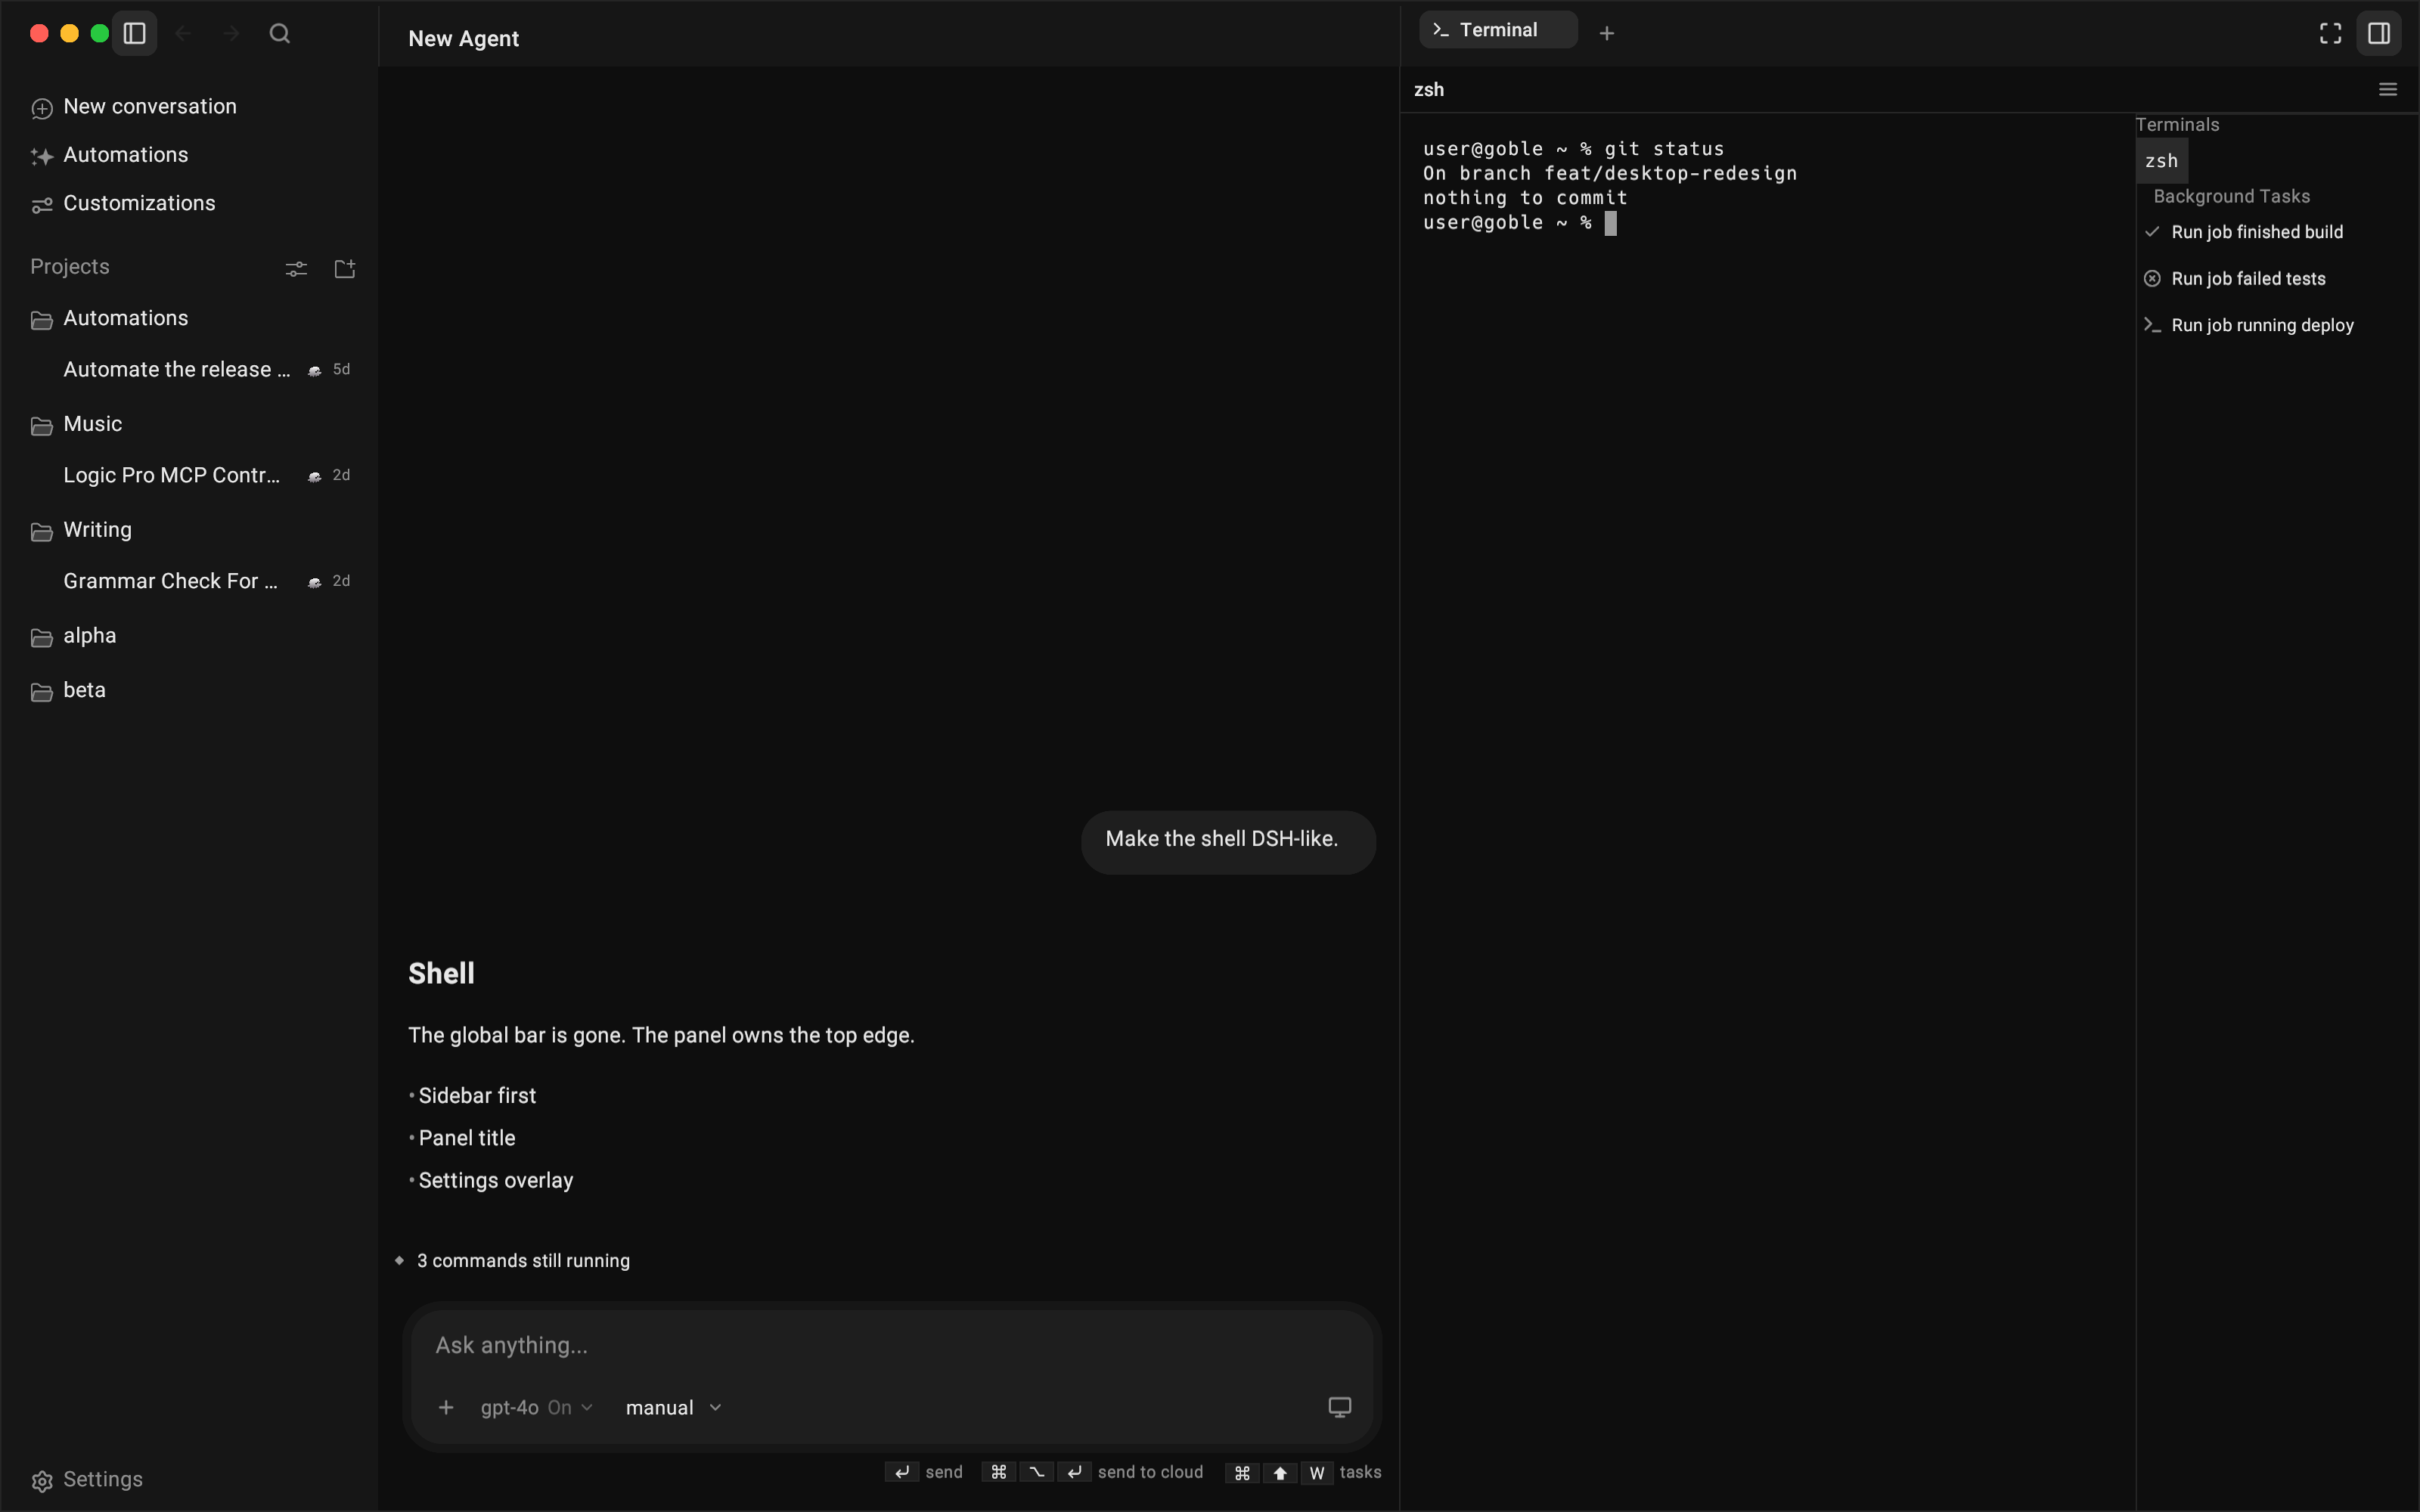 New Agent
Terminal
New conversation
Automations
Customizations
Projects
Automations
Automate the release ... 5d
Music
Logic Pro MCP Contr... 2d
Writing
Grammar Check For ... 2d
alpha
beta
Settings
Make the shell DSH-like.
Shell
The global bar is gone. The panel owns the top edge.
• Sidebar first
• Panel title
• Settings overlay
3 commands still running
Ask anything...
gpt-4o On manual
send send to cloud W tasks
zsh
user@goble ~ % git status
On branch feat/desktop-redesign
nothing to commit
user@goble ~ %
Terminals
zsh
Background Tasks
Run job finished build
Run job failed tests
Run job running deploy